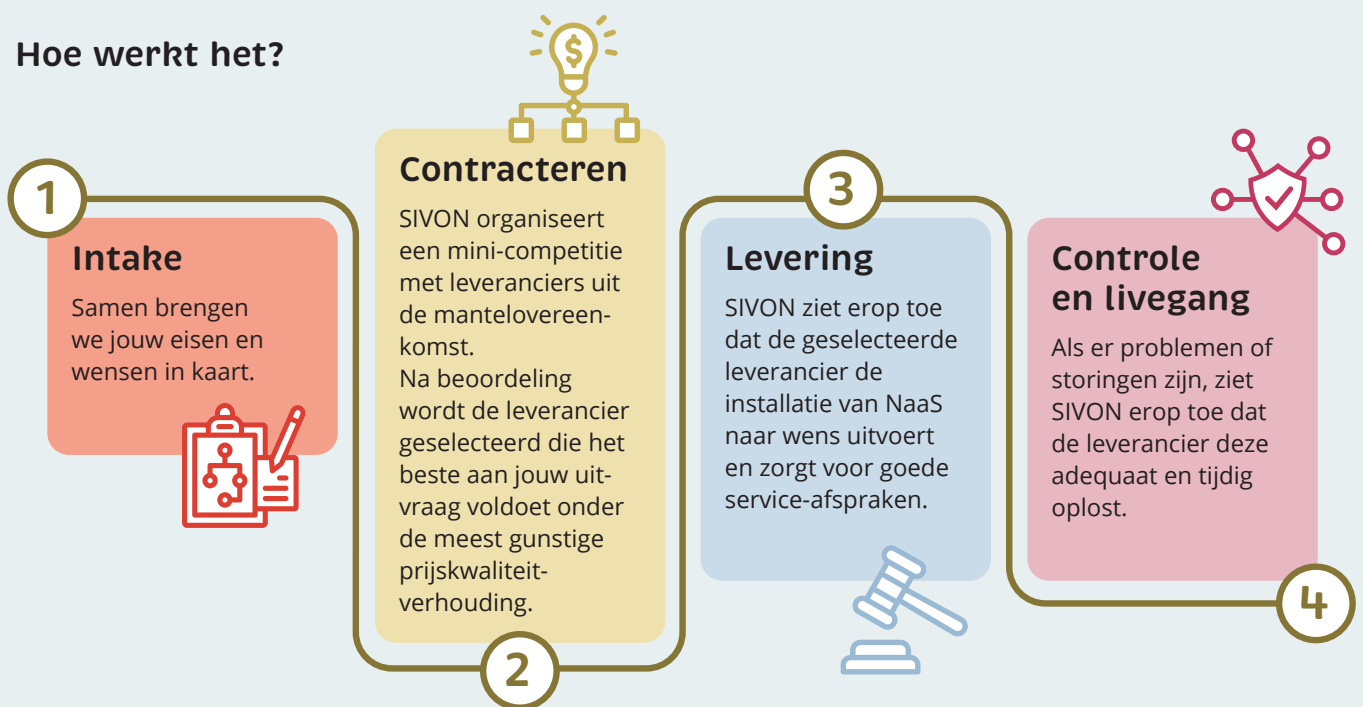 Hoe werkt het?
1
Intake
Samen brengen
we jouw eisen en
wensen in kaart.
$
Contracteren
SIVON organiseert
een mini-competitie
met leveranciers uit
de mantelovereen-
komst.
Na beoordeling
wordt de leverancier
geselecteerd die het
beste aan jouw uit-
vraag voldoet onder
de meest gunstige
prijskwaliteit-
verhouding.
2
3
Levering
SIVON ziet erop toe
dat de geselecteerde
leverancier de
installatie van NaaS
naar wens uitvoert
en zorgt voor goede
service-afspraken.
Controle
en livegang
Als er problemen of
storingen zijn, ziet
SIVON erop toe dat
de leverancier deze
adequaat en tijdig
oplost.
4